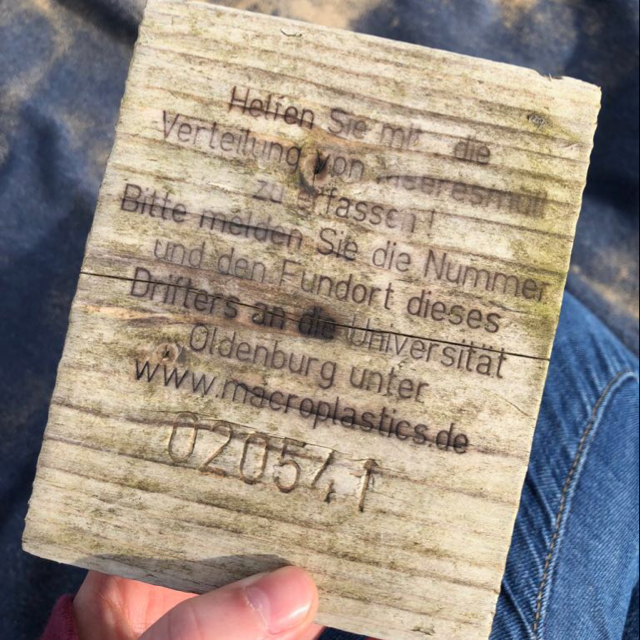 Helfen Sie mit die
Verteilung von Meeresmüll
zu erfassen!
Bitte melden Sie die Nummer
und den Fundort dieses
Drifters an die Universität
Oldenburg unter
www.macroplastics.de
020541